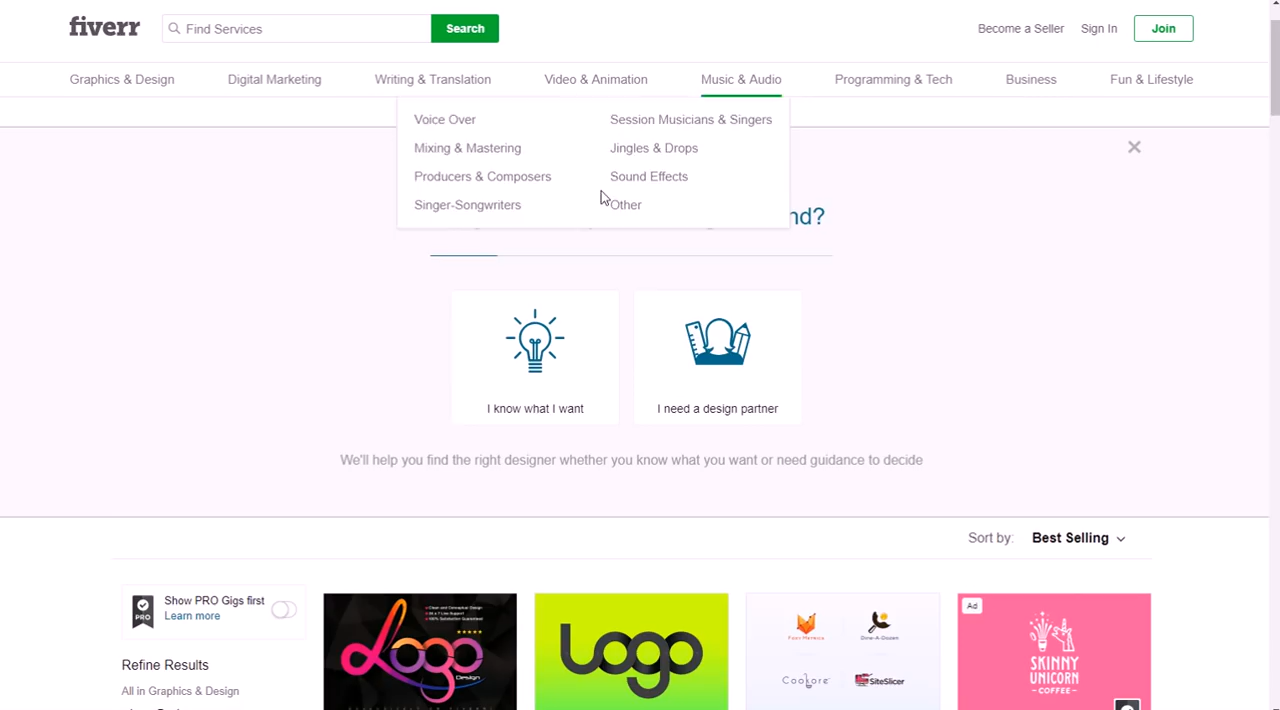 fiverr
Find Services
Search
Become a Seller
Sign In
Join
Graphics & Design
Digital Marketing
Writing & Translation
Video & Animation
Music & Audio
Programming & Tech
Business
Fun & Lifestyle
Voice Over
Session Musicians & Singers
Mixing & Mastering
Jingles & Drops
Producers & Composers
Sound Effects
Singer-Songwriters
Other
nd?
I know what I want
I need a design partner
We'll help you find the right designer whether you know what you want or need guidance to decide
Sort by: Best Selling
PRO
Show PRO Gigs first
Learn more
Refine Results
All in Graphics & Design
Logo
Design
Logo
Cookore
SiteSlicer
Ad
SKINNY
UNICORN
COFFEE